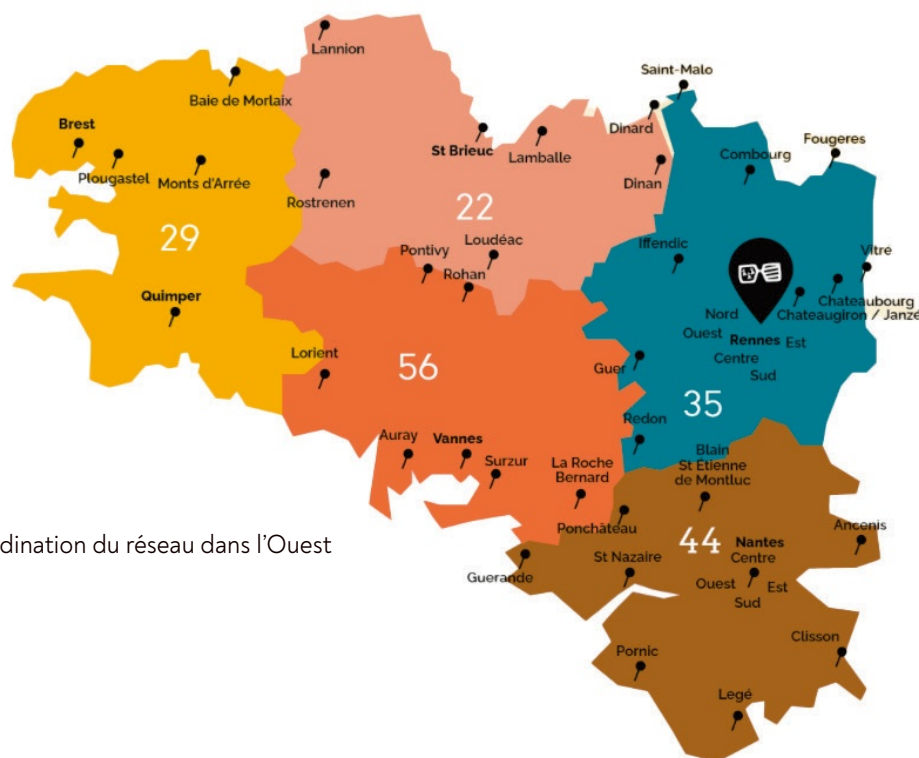 Lannion
Baie de Morlaix
Brest
Plougastel
Monts d'Arrée
29
Quimper
St Brieuc
Lamballe
Rostrenen
22
Dinard
Dinan
Saint-Malo
Combourg
Fougeres
Iffendic
Vitré
Chateaubourg
Chateaugiron / Janzé
Nord
Ouest
Rennes
Est
Centre
Sud
35
Guer
Redon
Pontivy
Loudéac
Rohan
Lorient
56
Auray
Vannes
Surzur
La Roche
Bernard
Blain
St Étienne
de Montluc
Ponchâteau
44
Nantes
Centre
Ouest
Est
Sud
Ancenis
Guerande
St Nazaire
Pornic
Clisson
Legé
dination du réseau dans l'Ouest